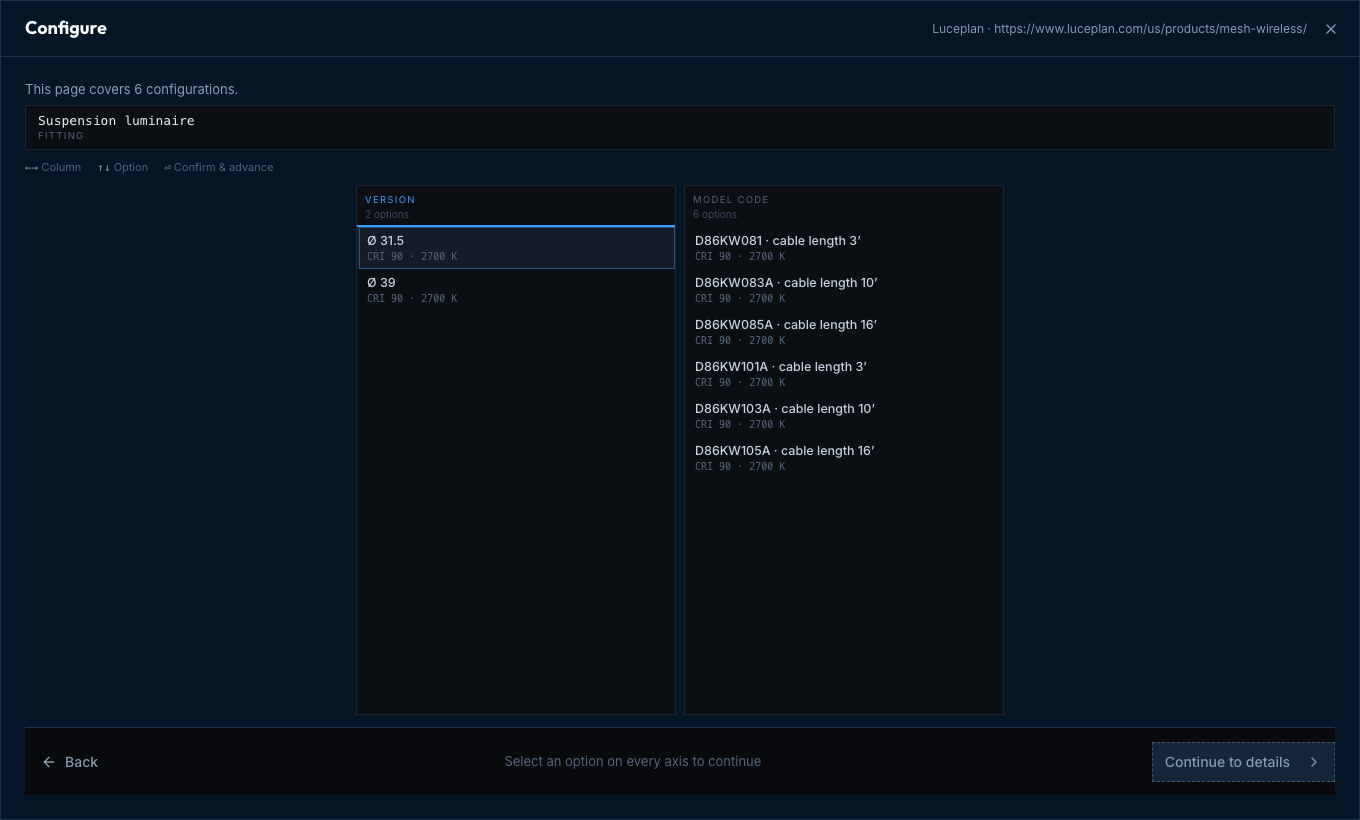 Configure
Luceplan · https://www.luceplan.com/us/products/mesh-wireless/
This page covers 6 configurations.
Suspension luminaire
FITTING
←→ Column ↑↓ Option ⏎ Confirm & advance
VERSION
2 options
Ø 31.5
CRI 90 · 2700 K
Ø 39
CRI 90 · 2700 K
MODEL CODE
6 options
D86KW081 · cable length 3’
CRI 90 · 2700 K
D86KW083A · cable length 10’
CRI 90 · 2700 K
D86KW085A · cable length 16’
CRI 90 · 2700 K
D86KW101A · cable length 3’
CRI 90 · 2700 K
D86KW103A · cable length 10’
CRI 90 · 2700 K
D86KW105A · cable length 16’
CRI 90 · 2700 K
← Back
Select an option on every axis to continue
Continue to details